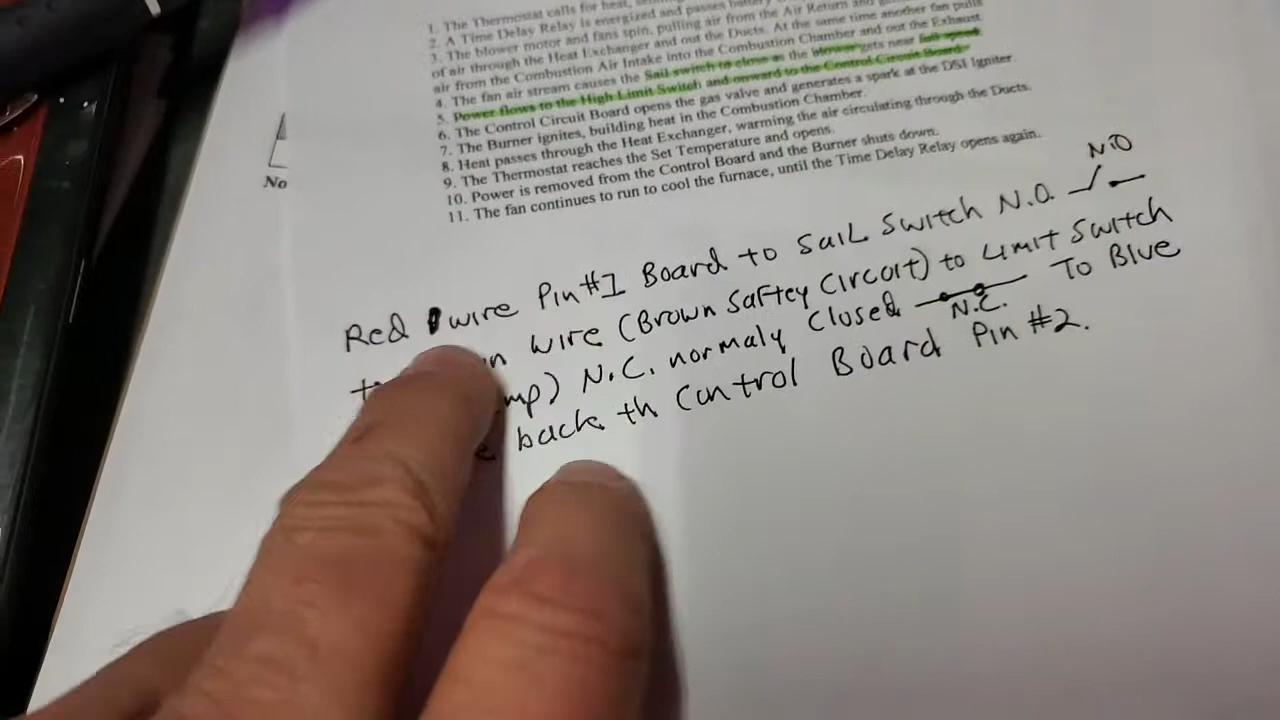 1. The Thermostat calls for heat,
2. A Time Delay Relay is energized and passes battery
3. The blower motor and fans spin, pulling air from the Air Return and
of air through the Heat Exchanger and out the Ducts. At the same time another fan pulls
air from the Combustion Air Intake into the Combustion Chamber and out the Exhaust
4. The fan air stream causes the Sail switch to close as the blower gets near full speed
5. Power flows to the High Limit Switch and onward to the Control Circuit Board.
6. The Control Circuit Board opens the gas valve and generates a spark at the DSI Igniter.
7. The Burner ignites, building heat in the Combustion Chamber.
8. Heat passes through the Heat Exchanger, warming the air circulating through the Ducts.
9. The Thermostat reaches the Set Temperature and opens.
10. Power is removed from the Control Board and the Burner shuts down.
11. The fan continues to run to cool the furnace, until the Time Delay Relay opens again.
No
N.O
Red wire Pin #1 Board to Sail Switch N.O.
wire (Brown Saftey Circoit) to Limit Switch
N.C. normaly Closed N.C. To Blue
back th Control Board Pin #2.